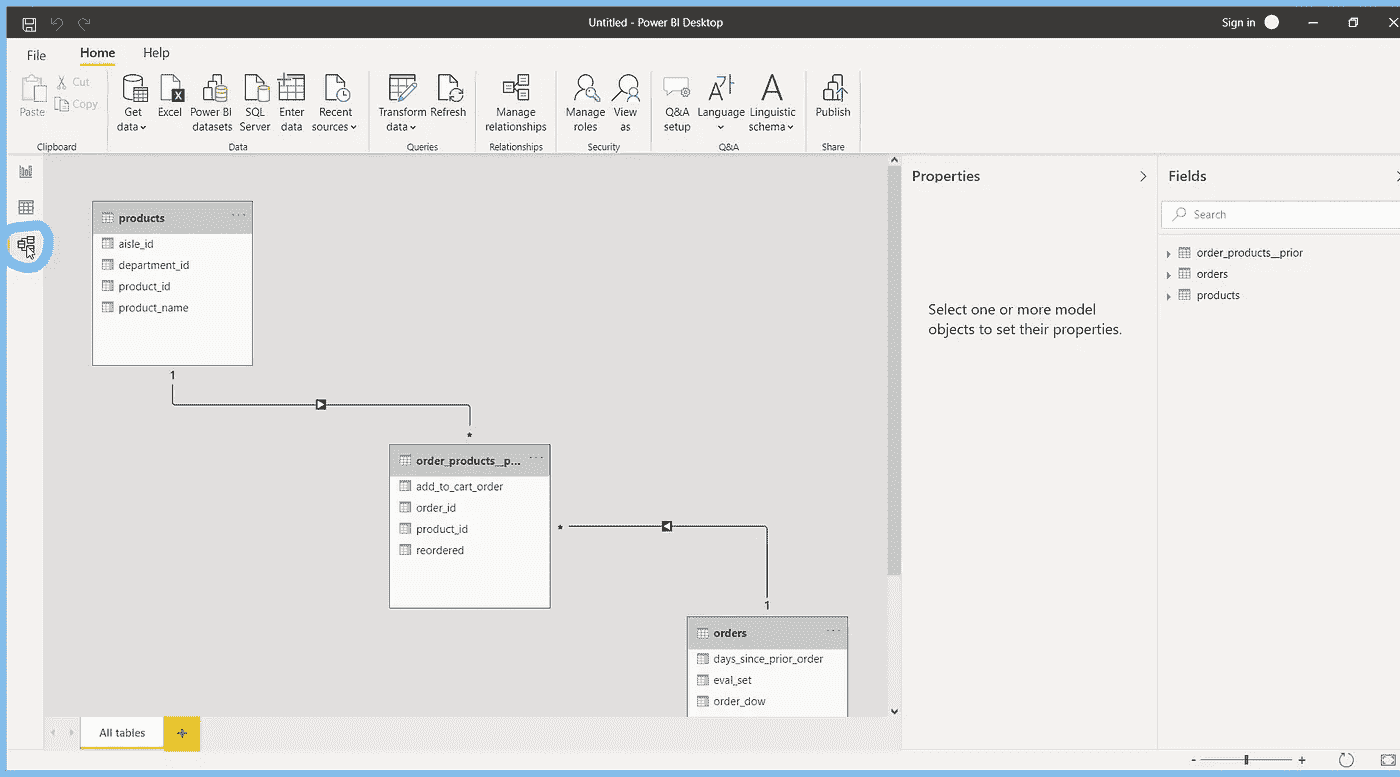 Untitled - Power BI Desktop
Sign in
File
Home
Help
Paste
Cut
Copy
Clipboard
Get
data
Excel
Power BI
datasets
SQL
Server
Enter
data
Recent
sources
Data
Transform
data
Refresh
Queries
Manage
relationships
Relationships
Manage
roles
View
as
Security
Q&A
setup
Language
Linguistic
schema
Q&A
Publish
Share
products
aisle_id
department_id
product_id
product_name
1
*
order_products__p...
add_to_cart_order
order_id
product_id
reordered
*
1
orders
days_since_prior_order
eval_set
order_dow
Properties
Select one or more model
objects to set their properties.
Fields
Search
order_products__prior
orders
products
All tables